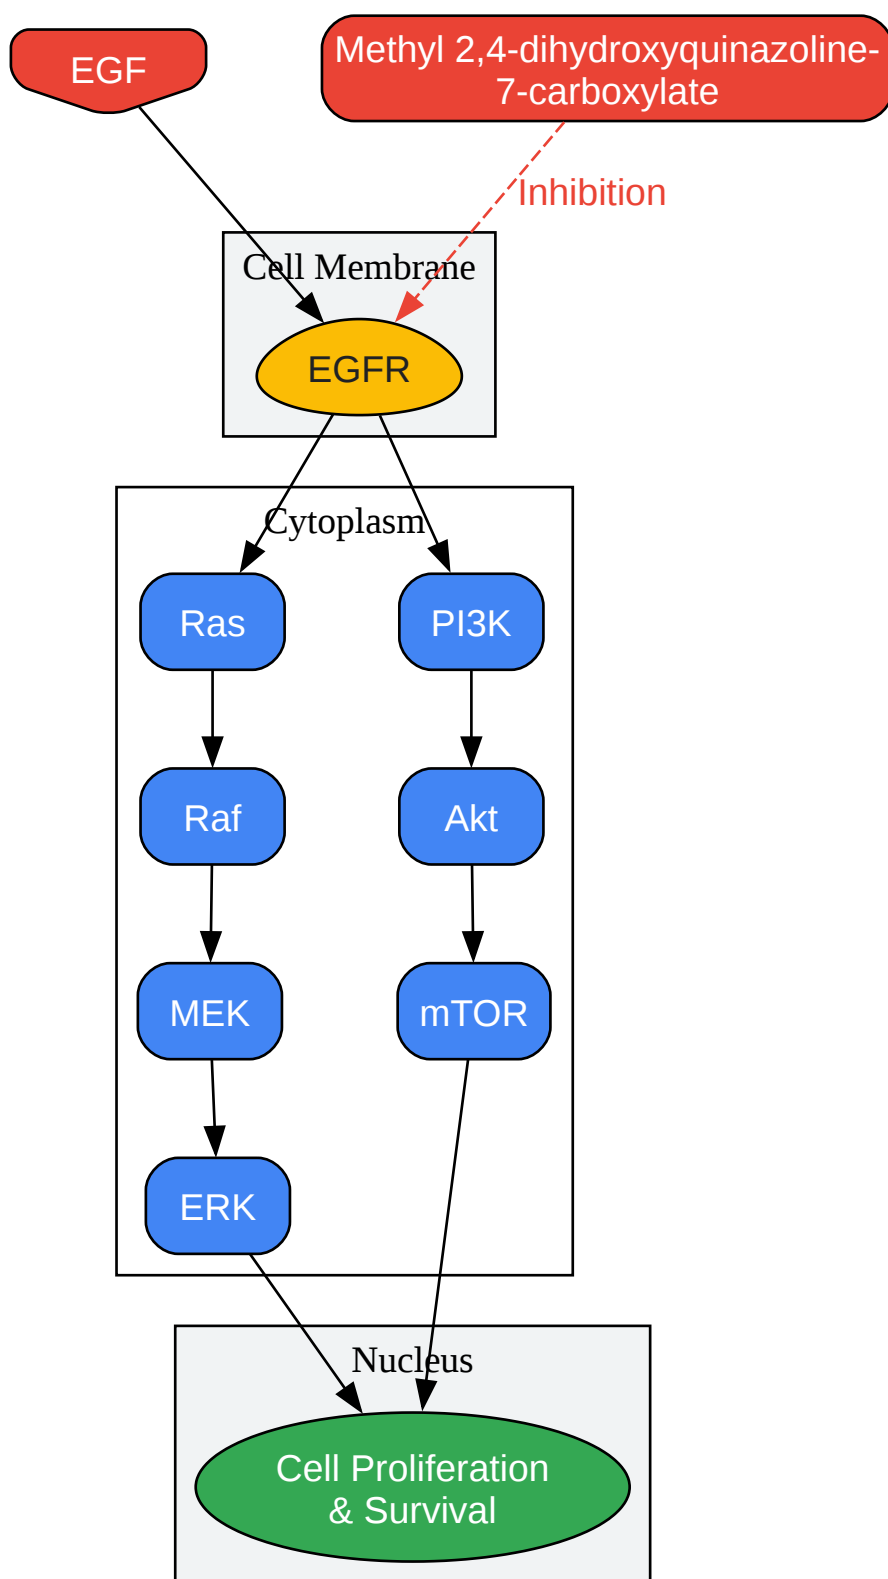 EGF
Methyl 2,4-dihydroxyquinazoline-
7-carboxylate
Inhibition
Cell Membrane
EGFR
Cytoplasm
Ras
PI3K
Raf
Akt
MEK
mTOR
ERK
Nucleus
Cell Proliferation
& Survival